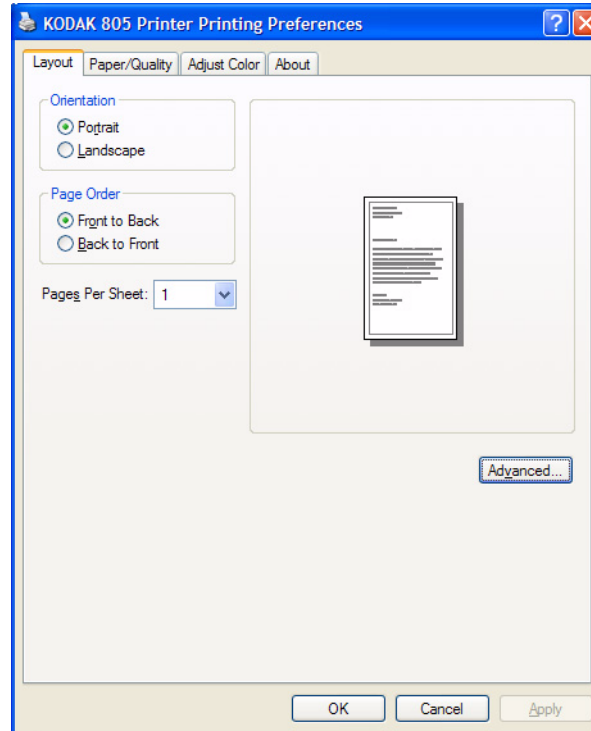 KODAK 805 Printer Printing Preferences
Layout Paper/Quality Adjust Color About
Orientation
Portrait
Landscape
Page Order
Front to Back
Back to Front
Pages Per Sheet: 1
Advanced...
OK Cancel Apply